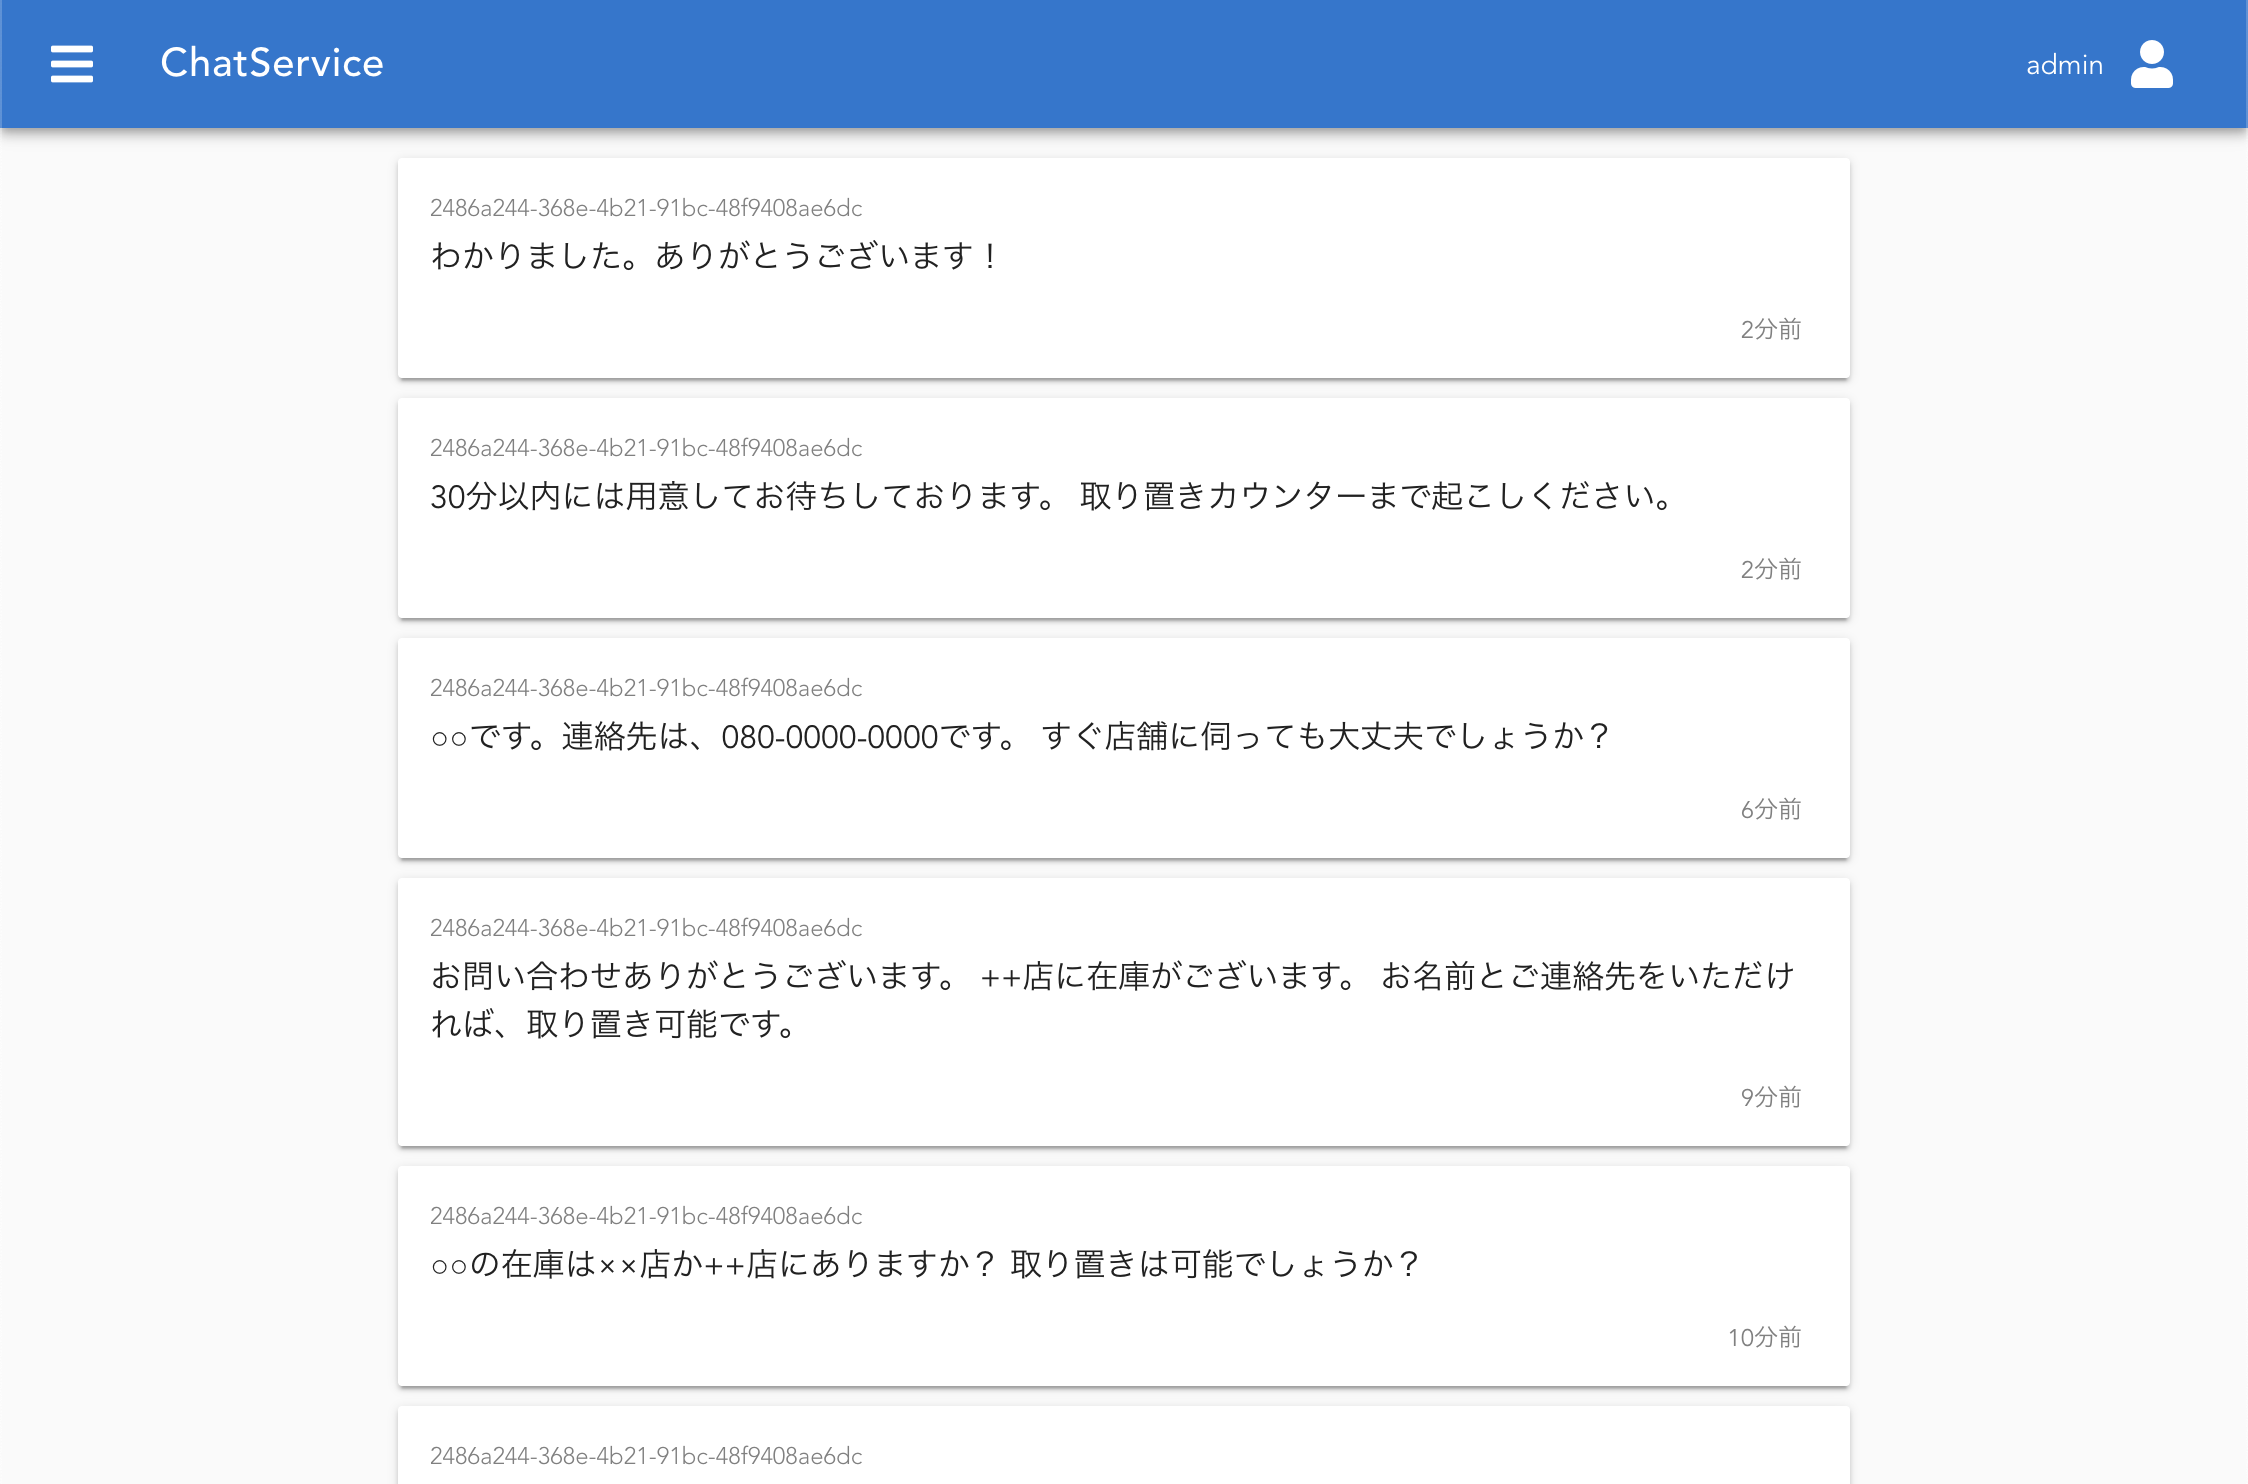 ChatService
admin
2486a244-368e-4b21-91bc-48f9408ae6dc
わかりました。ありがとうございます！
2分前
2486a244-368e-4b21-91bc-48f9408ae6dc
30分以内には用意してお待ちしております。 取り置きカウンターまで起こしください。
2分前
2486a244-368e-4b21-91bc-48f9408ae6dc
○○です。連絡先は、080-0000-0000です。 すぐ店舗に伺っても大丈夫でしょうか？
6分前
2486a244-368e-4b21-91bc-48f9408ae6dc
お問い合わせありがとうございます。 ++店に在庫がございます。 お名前とご連絡先をいただけ
れば、取り置き可能です。
9分前
2486a244-368e-4b21-91bc-48f9408ae6dc
○○の在庫は××店か++店にありますか？ 取り置きは可能でしょうか？
10分前
2486a244-368e-4b21-91bc-48f9408ae6dc